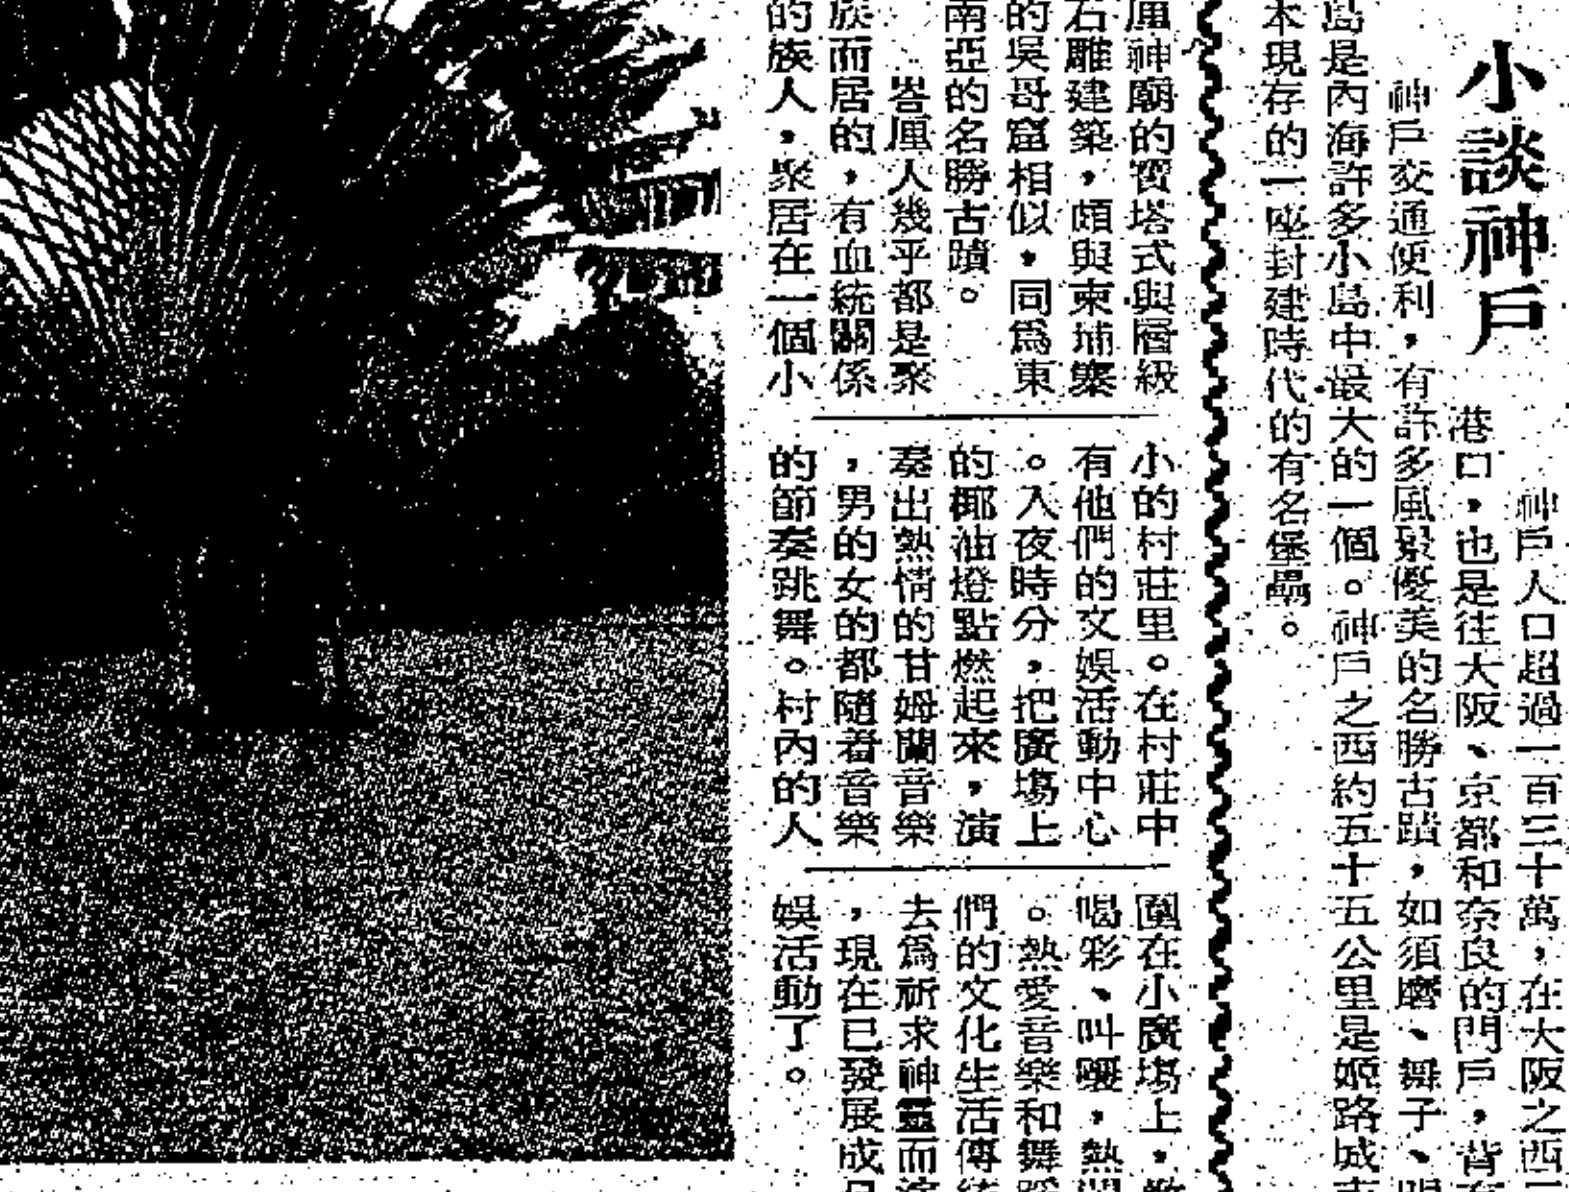 小談神戶
神戶人口超過一百三十萬，在大阪之西
港口，也是往大阪、京都和奈良的門戶，背
神戶交通便利，有許多風景優美的名勝古蹟，如須磨、舞子、明
島是內海許多小島中最大的一個。神戶之西約五十五公里是姬路城
本現存的一座封建時代的有名堡壘。
厘神廟的寶塔式與層級
石雕建築，頗與柬埔寨
的吳哥窟相似，同爲東
南亞的名勝古蹟。
峇厘人幾乎都是聚
族而居的，有血統關係
的族人，聚居在一個小
小的村莊里。在村莊中
有他們的文娛活動中心
。入夜時分，把廣塲上
的椰油燈點燃起來，演
奏出熱情的甘姆蘭音樂
，男的女的都隨着音樂
的節奏跳舞。村內的人
圍在小廣塲上，
喝彩、叫囔，熱
。熱愛音樂和舞
們的文化生活傳
去爲祈求神靈而
，現在已發展成
娛活動了。